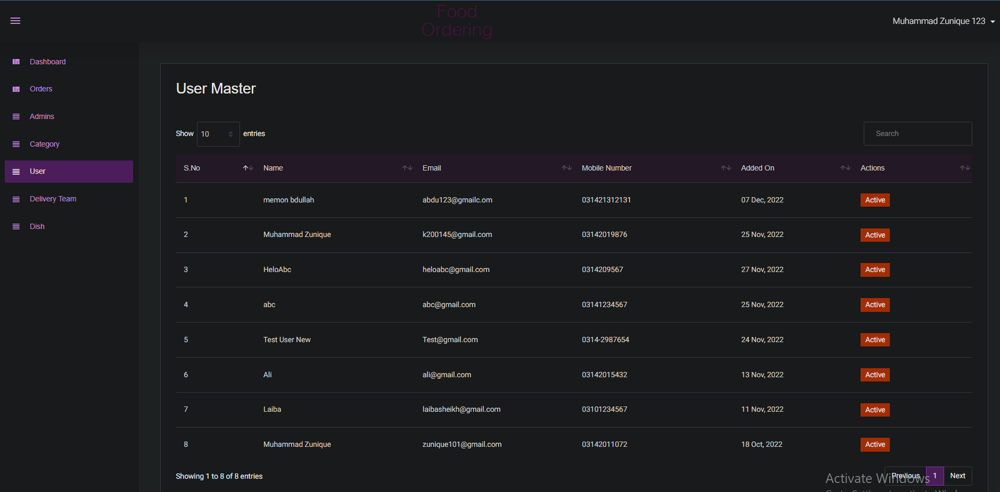 Food
Ordering
Muhammad Zunique 123
Dashboard
Orders
Admins
Category
User
Delivery Team
Dish
User Master
Show 10 entries
Search
S.No Name Email Mobile Number Added On Actions
1 memon bdullah abdu123@gmailc.om 031421312131 07 Dec, 2022 Active
2 Muhammad Zunique k200145@gmail.com 03142019876 25 Nov, 2022 Active
3 HeloAbc heloabc@gmail.com 0314209567 27 Nov, 2022 Active
4 abc abc@gmail.com 03141234567 25 Nov, 2022 Active
5 Test User New Test@gmail.com 0314-2987654 24 Nov, 2022 Active
6 Ali ali@gmail.com 03142015432 13 Nov, 2022 Active
7 Laiba laibasheikh@gmail.com 03101234567 11 Nov, 2022 Active
8 Muhammad Zunique zunique101@gmail.com 03142011072 18 Oct, 2022 Active
Showing 1 to 8 of 8 entries
Previous 1 Next
Activate Windows